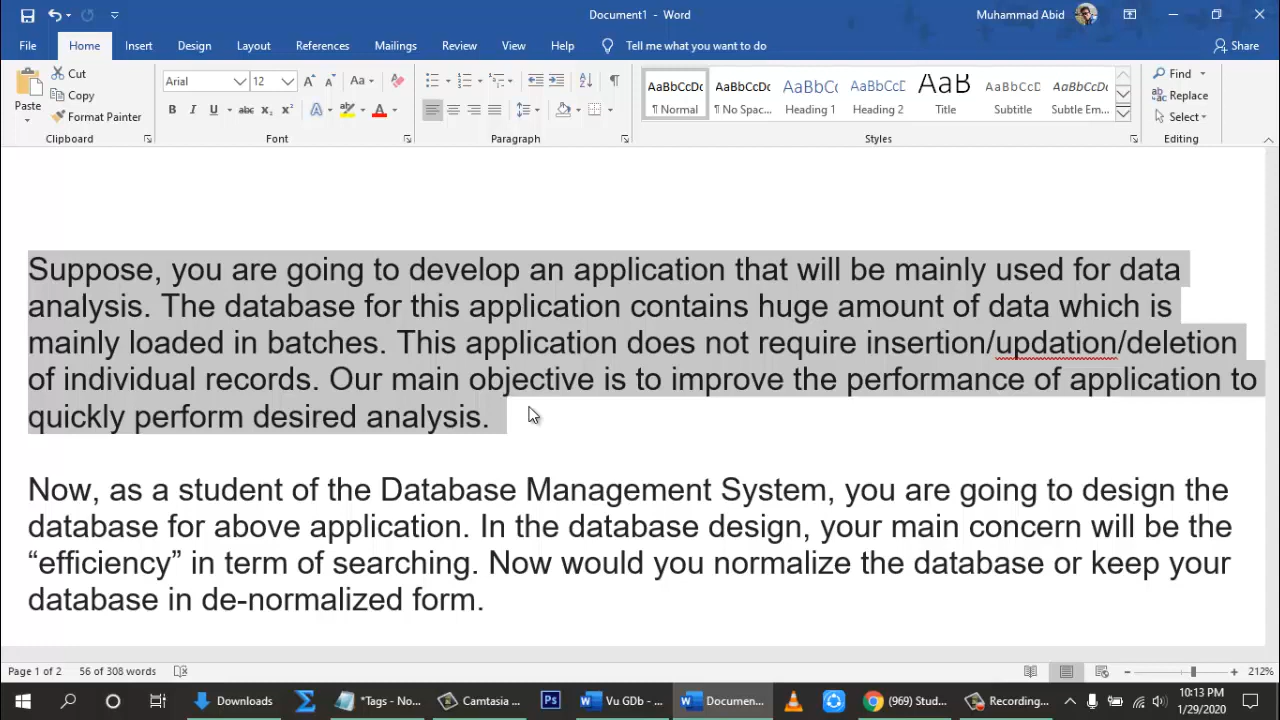 Document1 - Word
Muhammad Abid
File Home Insert Design Layout References Mailings Review View Help Tell me what you want to do Share
Paste
Cut
Copy
Format Painter
Clipboard
Arial 12
Font
Paragraph
AaBbCcDc AaBbCcDc AaBbCc AaBbCcD AaB AaBbCcD AaBbCcDc
¶ Normal ¶ No Spac... Heading 1 Heading 2 Title Subtitle Subtle Em...
Styles
Find
Replace
Select
Editing
Suppose, you are going to develop an application that will be mainly used for data
analysis. The database for this application contains huge amount of data which is
mainly loaded in batches. This application does not require insertion/updation/deletion
of individual records. Our main objective is to improve the performance of application to
quickly perform desired analysis.
Now, as a student of the Database Management System, you are going to design the
database for above application. In the database design, your main concern will be the
“efficiency” in term of searching. Now would you normalize the database or keep your
database in de-normalized form.
Page 1 of 2 56 of 308 words 212%
Downloads *Tags - No... Camtasia Ps Vu GDb - ... Documen... (969) Stud... Recording...
10:13 PM
1/29/2020